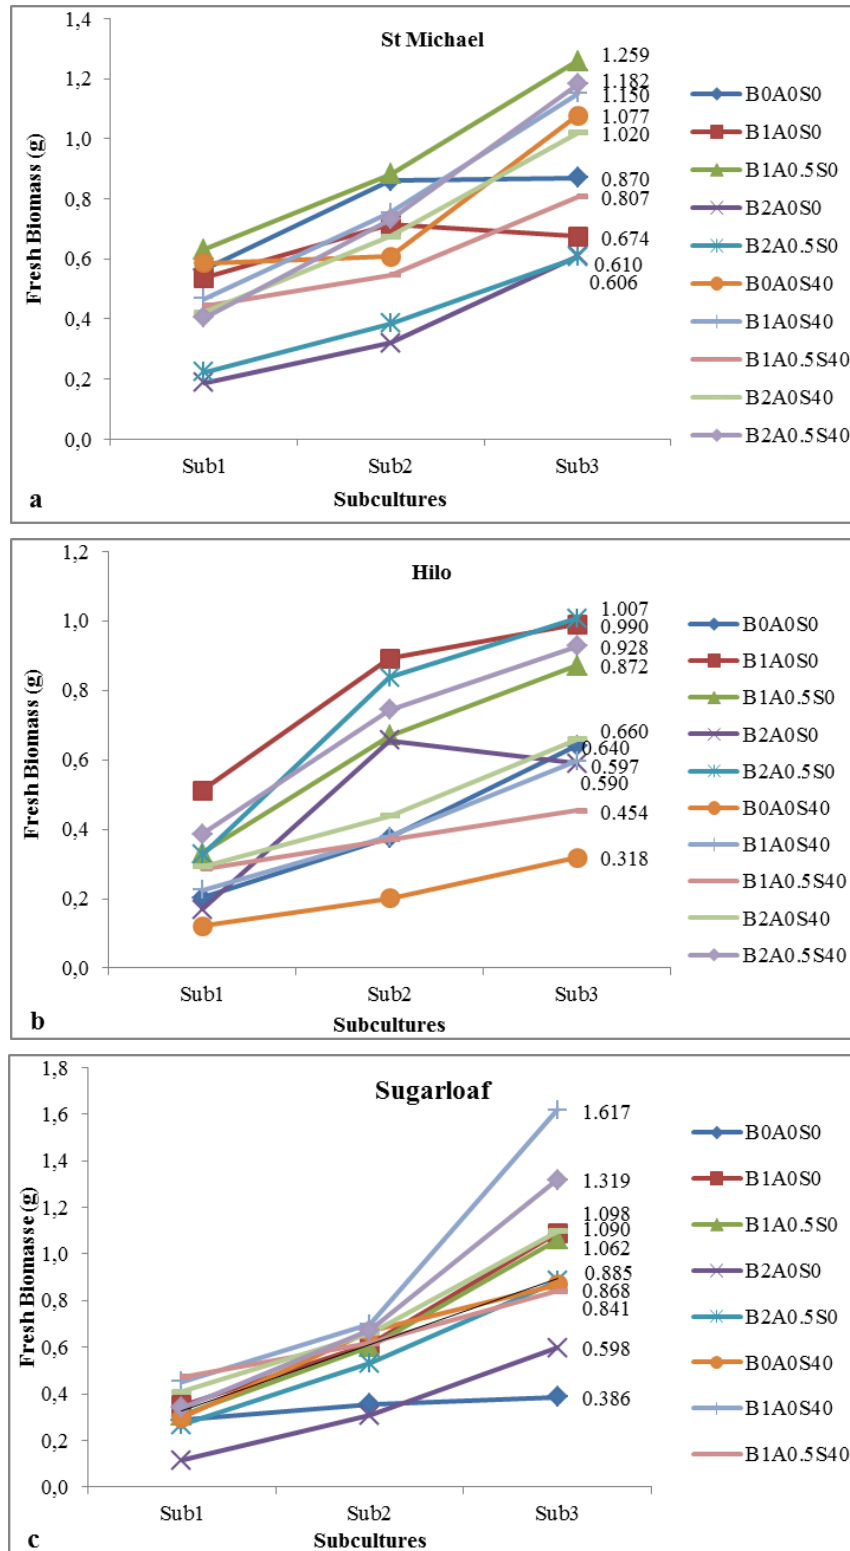 St Michael
1,4
1,2
1,0
0,8
0,6
0,4
0,2
0,0
Fresh Biomass (g)
Sub1
Sub2
Sub3
Subcultures
a
1.259
1.182
1.150
1.077
1.020
0.870
0.807
0.674
0.610
0.606
B0A0S0
B1A0S0
B1A0.5S0
B2A0S0
B2A0.5S0
B0A0S40
B1A0S40
B1A0.5S40
B2A0S40
B2A0.5S40
Hilo
1,2
1,0
0,8
0,6
0,4
0,2
0,0
Fresh Biomass (g)
Sub1
Sub2
Sub3
Subcultures
b
1.007
0.990
0.928
0.872
0.660
0.640
0.597
0.590
0.454
0.318
B0A0S0
B1A0S0
B1A0.5S0
B2A0S0
B2A0.5S0
B0A0S40
B1A0S40
B1A0.5S40
B2A0S40
B2A0.5S40
Sugarloaf
1,8
1,6
1,4
1,2
1,0
0,8
0,6
0,4
0,2
0,0
Fresh Biomasse (g)
Sub1
Sub2
Sub3
Subcultures
c
1.617
1.319
1.098
1.090
1.062
0.885
0.868
0.841
0.598
0.386
B0A0S0
B1A0S0
B1A0.5S0
B2A0S0
B2A0.5S0
B0A0S40
B1A0S40
B1A0.5S40